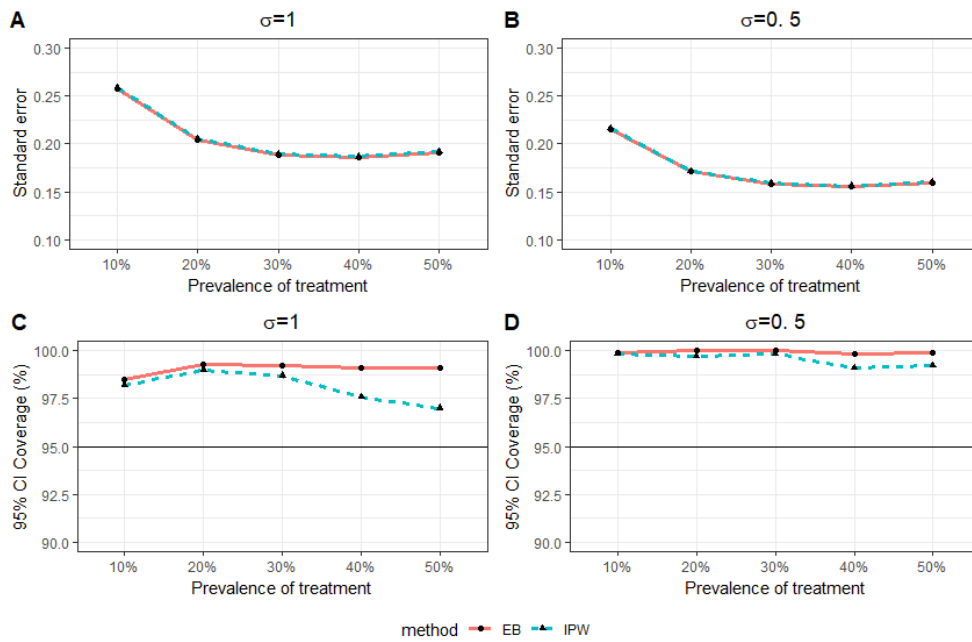 A
σ=1
Standard error
0.30
0.25
0.20
0.15
0.10
10% 20% 30% 40% 50%
Prevalence of treatment
B
σ=0. 5
Standard error
0.30
0.25
0.20
0.15
0.10
10% 20% 30% 40% 50%
Prevalence of treatment
C
σ=1
95% CI Coverage (%)
100.0
97.5
95.0
92.5
90.0
10% 20% 30% 40% 50%
Prevalence of treatment
D
σ=0. 5
95% CI Coverage (%)
100.0
97.5
95.0
92.5
90.0
10% 20% 30% 40% 50%
Prevalence of treatment
method EB IPW